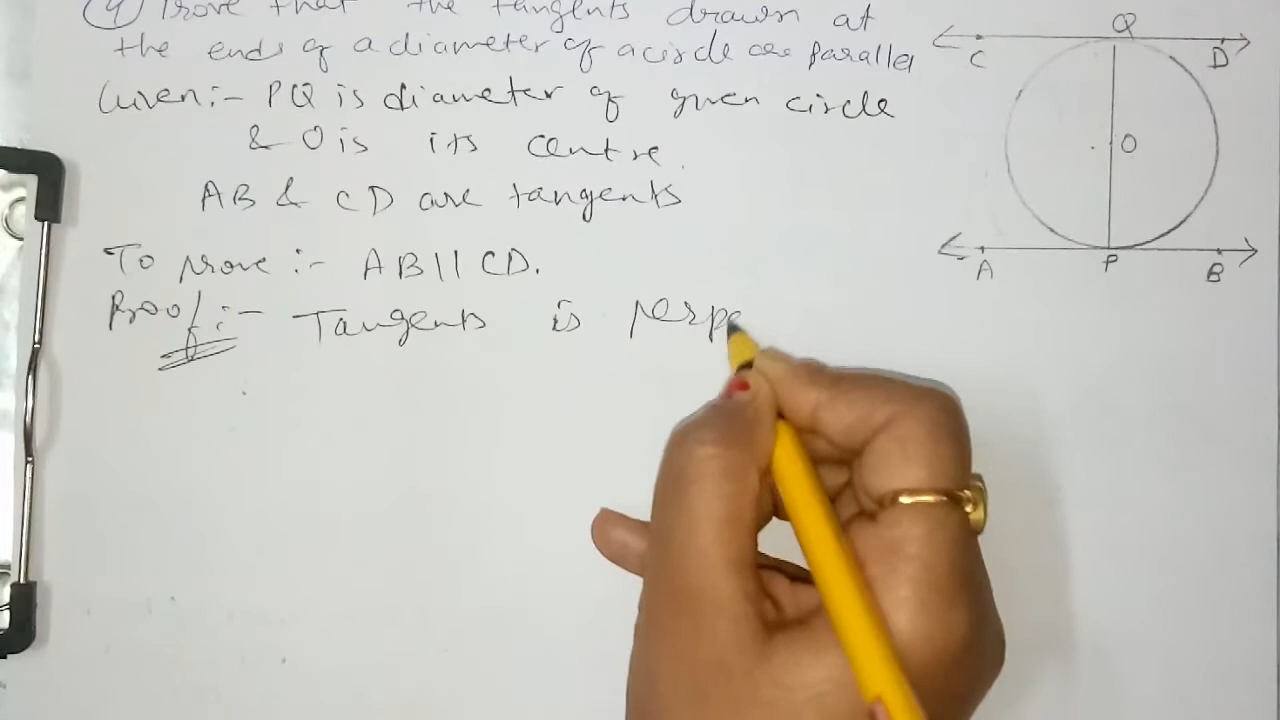 (4) Prove that the tangents drawn at
the ends of a diameter of a circle are parallel
Given :- PQ is diameter of given circle
& O is its centre.
AB & CD are tangents
To prove :- AB || CD.
Proof :- Tangents is perpe
Q
C D
O
A P B